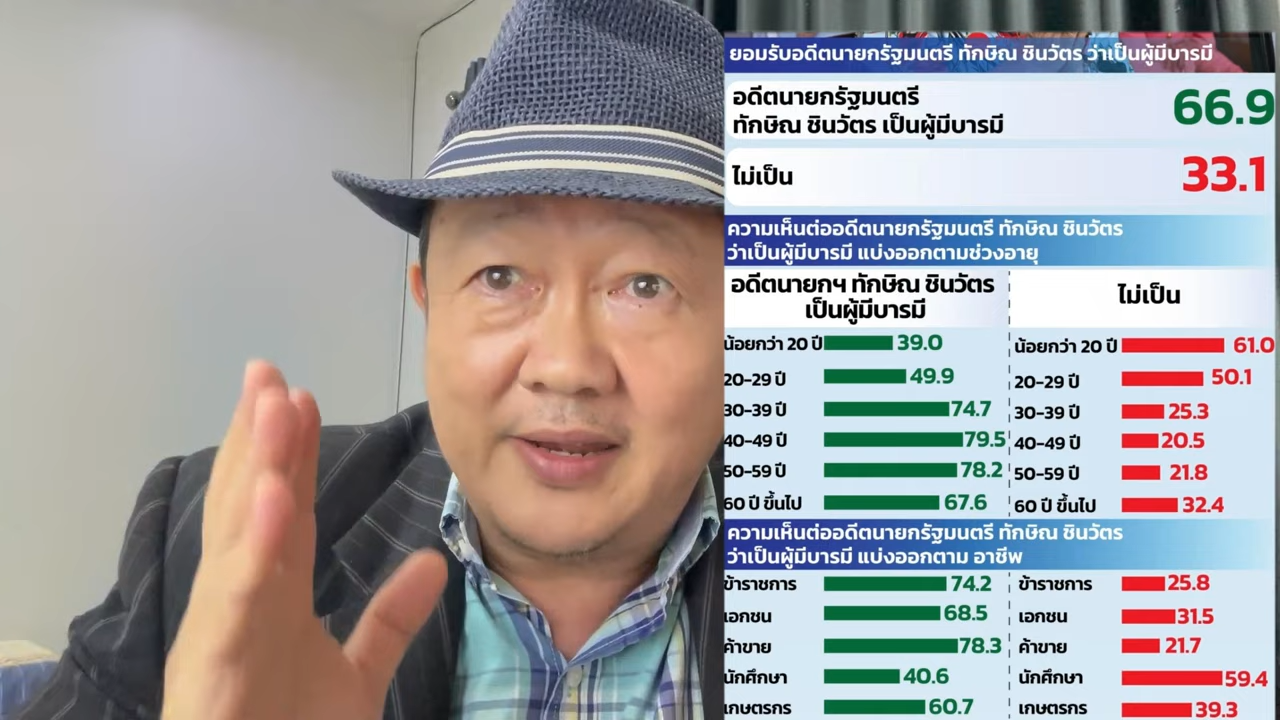 ยอมรับอดีตนายกรัฐมนตรี ทักษิณ ชินวัตร ว่าเป็นผู้มีบารมี
อดีตนายกรัฐมนตรี
ทักษิณ ชินวัตร เป็นผู้มีบารมี 66.9
ไม่เป็น 33.1
ความเห็นต่ออดีตนายกรัฐมนตรี ทักษิณ ชินวัตร
ว่าเป็นผู้มีบารมี แบ่งออกตามช่วงอายุ
อดีตนายกฯ ทักษิณ ชินวัตร
เป็นผู้มีบารมี
ไม่เป็น
น้อยกว่า 20 ปี 39.0 น้อยกว่า 20 ปี 61.0
20-29 ปี 49.9 20-29 ปี 50.1
30-39 ปี 74.7 30-39 ปี 25.3
40-49 ปี 79.5 40-49 ปี 20.5
50-59 ปี 78.2 50-59 ปี 21.8
60 ปี ขึ้นไป 67.6 60 ปี ขึ้นไป 32.4
ความเห็นต่ออดีตนายกรัฐมนตรี ทักษิณ ชินวัตร
ว่าเป็นผู้มีบารมี แบ่งออกตาม อาชีพ
ข้าราชการ 74.2 ข้าราชการ 25.8
เอกชน 68.5 เอกชน 31.5
ค้าขาย 78.3 ค้าขาย 21.7
นักศึกษา 40.6 นักศึกษา 59.4
เกษตรกร 60.7 เกษตรกร 39.3